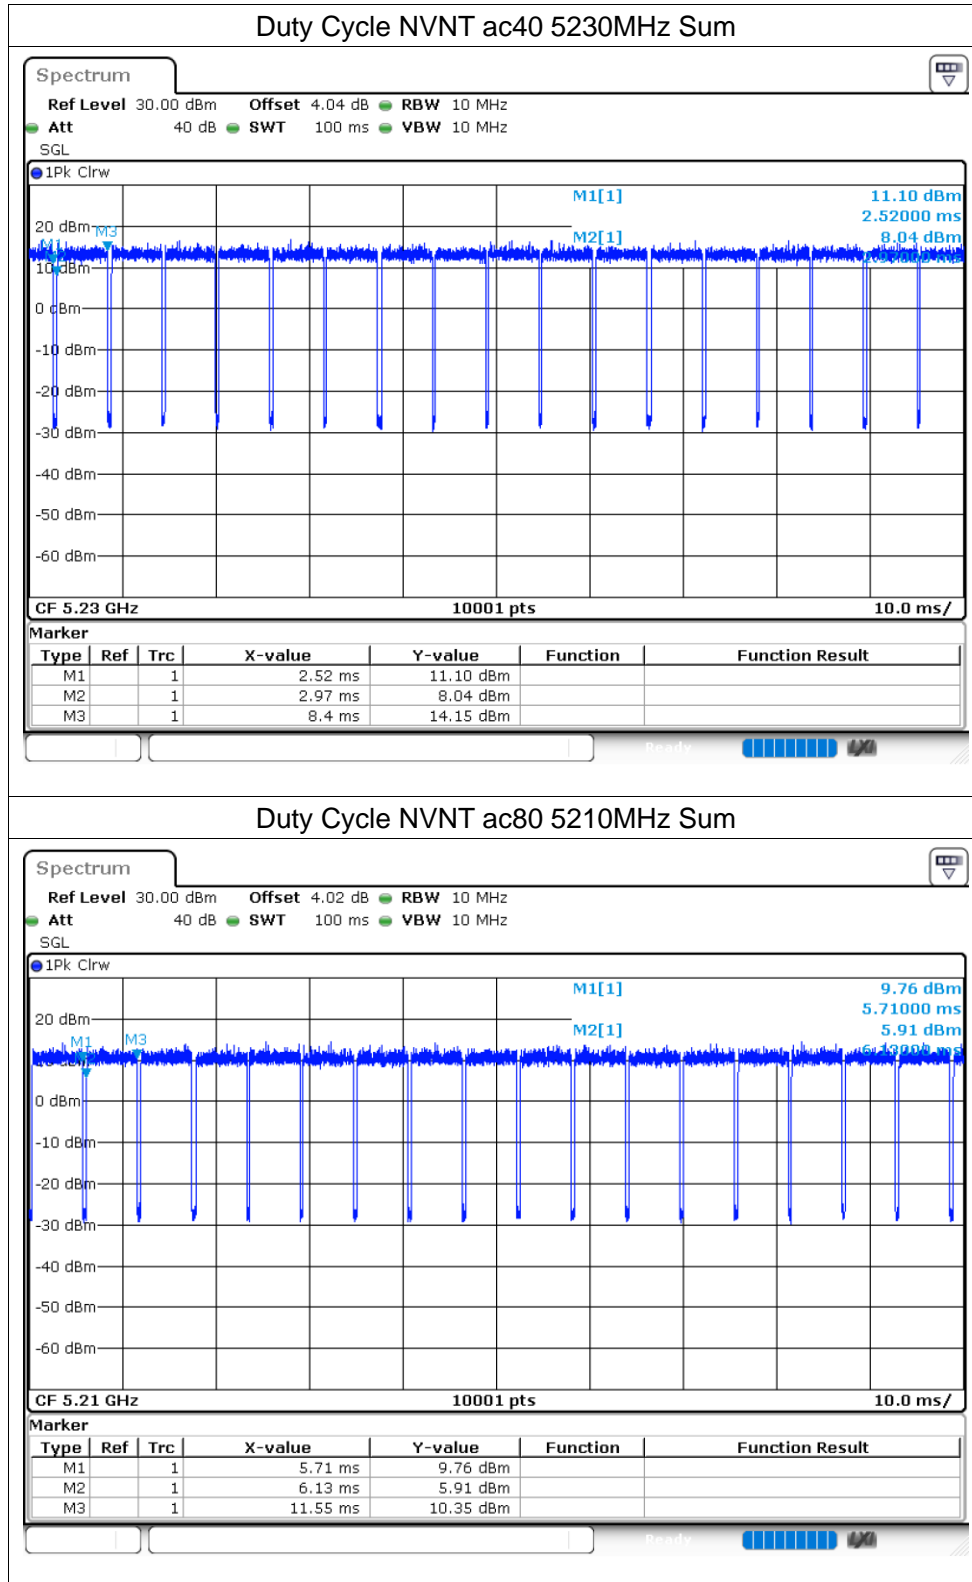 Duty Cycle NVNT ac40 5230MHz Sum
Spectrum
Ref Level 30.00 dBm Offset 4.04 dB RBW 10 MHz
Att 40 dB SWT 100 ms VBW 10 MHz
SGL
1Pk Clrw
M1[1] 11.10 dBm
2.52000 ms
20 dBm
M3
M2[1] 8.04 dBm
M1
2.97000 ms
10 dBm
0 dBm
-10 dBm
-20 dBm
-30 dBm
-40 dBm
-50 dBm
-60 dBm
CF 5.23 GHz 10001 pts 10.0 ms/
Marker
Type Ref Trc X-value Y-value Function Function Result
M1 1 2.52 ms 11.10 dBm
M2 1 2.97 ms 8.04 dBm
M3 1 8.4 ms 14.15 dBm
Ready LXI
Duty Cycle NVNT ac80 5210MHz Sum
Spectrum
Ref Level 30.00 dBm Offset 4.02 dB RBW 10 MHz
Att 40 dB SWT 100 ms VBW 10 MHz
SGL
1Pk Clrw
M1[1] 9.76 dBm
5.71000 ms
20 dBm
M2[1] 5.91 dBm
M1 M3
6.13000 ms
0 dBm
-10 dBm
-20 dBm
-30 dBm
-40 dBm
-50 dBm
-60 dBm
CF 5.21 GHz 10001 pts 10.0 ms/
Marker
Type Ref Trc X-value Y-value Function Function Result
M1 1 5.71 ms 9.76 dBm
M2 1 6.13 ms 5.91 dBm
M3 1 11.55 ms 10.35 dBm
Ready LXI